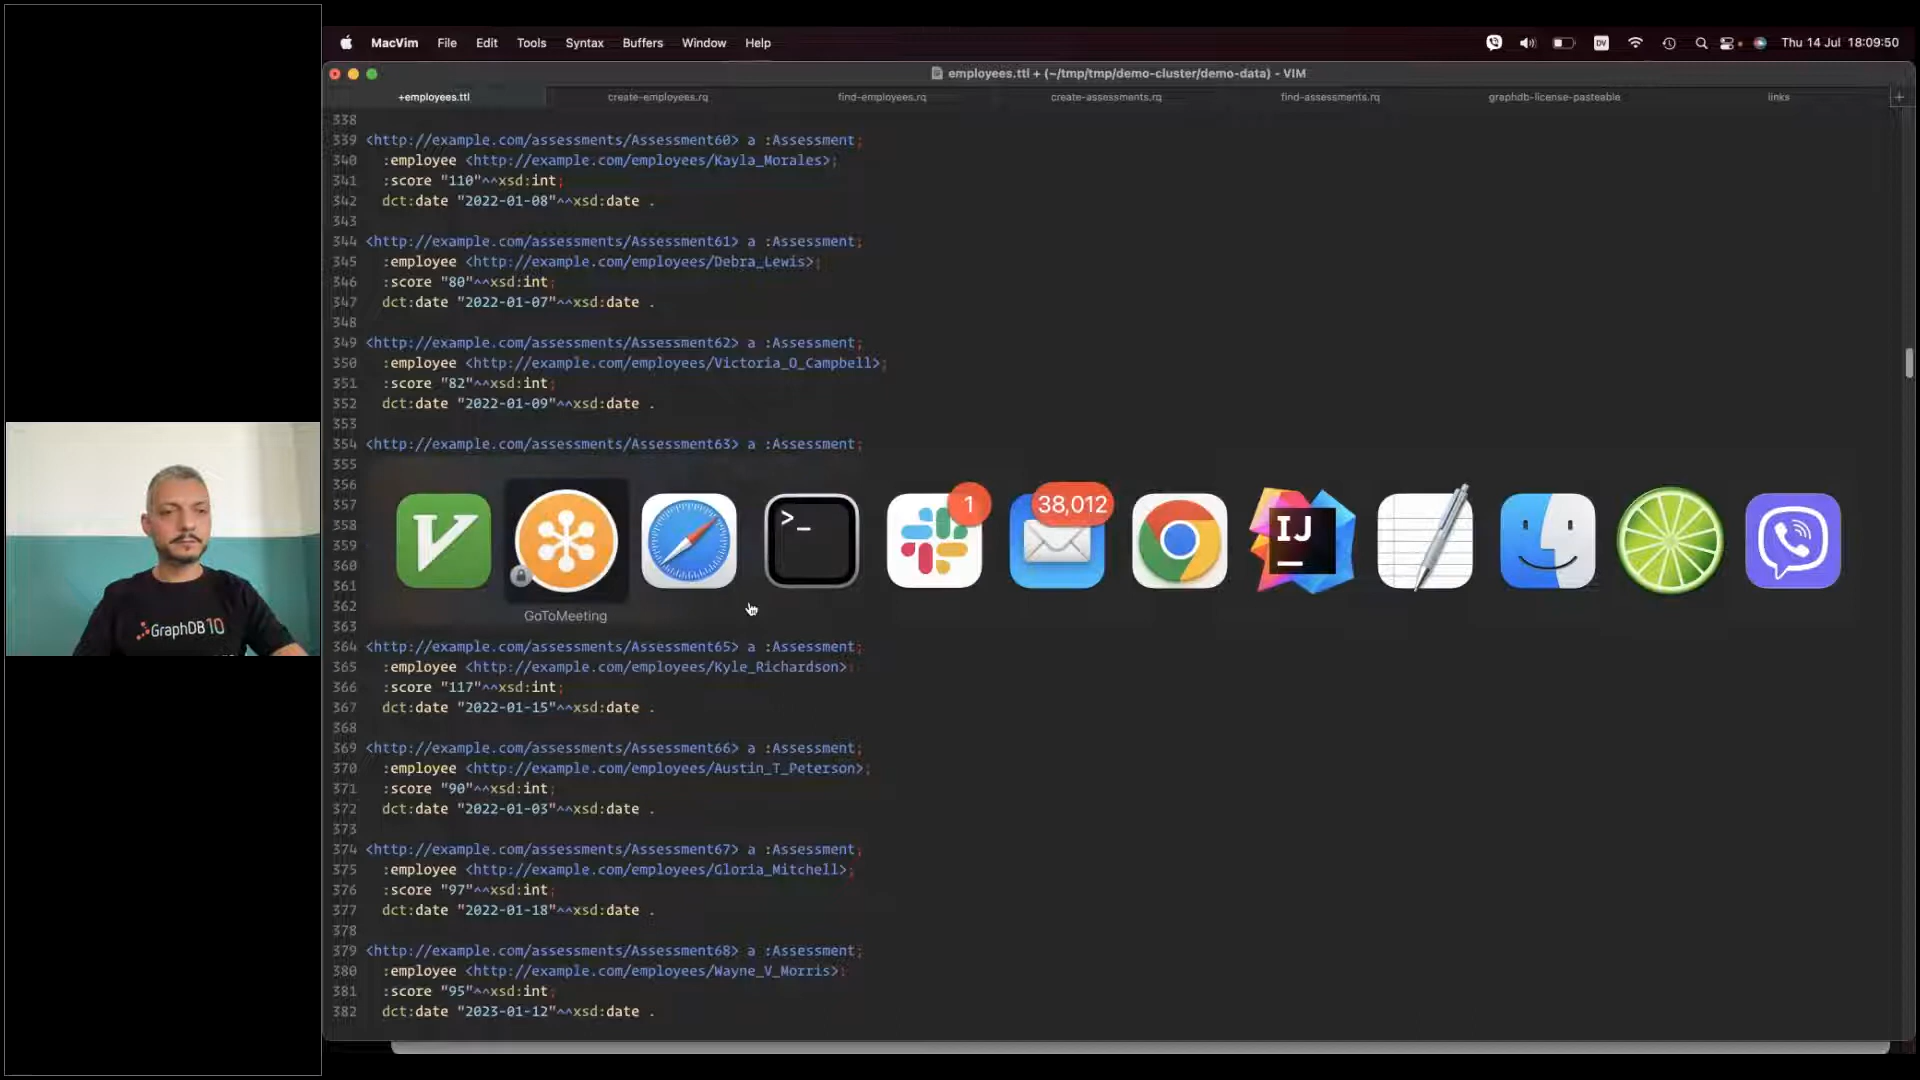 MacVim File Edit Tools Syntax Buffers Window Help DV Thu 14 Jul 18:09:50
employees.ttl + (~/tmp/tmp/demo-cluster/demo-data) - VIM
+employees.ttl create-employees.rq find-employees.rq create-assessments.rq find-assessments.rq graphdb-license-pasteable links +
338
339 <http://example.com/assessments/Assessment60> a :Assessment;
340 :employee <http://example.com/employees/Kayla_Morales>;
341 :score "110"^^xsd:int;
342 dct:date "2022-01-08"^^xsd:date .
343
344 <http://example.com/assessments/Assessment61> a :Assessment;
345 :employee <http://example.com/employees/Debra_Lewis>;
346 :score "80"^^xsd:int;
347 dct:date "2022-01-07"^^xsd:date .
348
349 <http://example.com/assessments/Assessment62> a :Assessment;
350 :employee <http://example.com/employees/Victoria_O_Campbell>;
351 :score "82"^^xsd:int;
352 dct:date "2022-01-09"^^xsd:date .
353
354 <http://example.com/assessments/Assessment63> a :Assessment;
355
356
357
358
359
360
361
362
363
1
38,012
>_
IJ
GoToMeeting
GraphDB 10
364 <http://example.com/assessments/Assessment65> a :Assessment;
365 :employee <http://example.com/employees/Kyle_Richardson>;
366 :score "117"^^xsd:int;
367 dct:date "2022-01-15"^^xsd:date .
368
369 <http://example.com/assessments/Assessment66> a :Assessment;
370 :employee <http://example.com/employees/Austin_T_Peterson>;
371 :score "90"^^xsd:int;
372 dct:date "2022-01-03"^^xsd:date .
373
374 <http://example.com/assessments/Assessment67> a :Assessment;
375 :employee <http://example.com/employees/Gloria_Mitchell>;
376 :score "97"^^xsd:int;
377 dct:date "2022-01-18"^^xsd:date .
378
379 <http://example.com/assessments/Assessment68> a :Assessment;
380 :employee <http://example.com/employees/Wayne_V_Morris>;
381 :score "95"^^xsd:int;
382 dct:date "2023-01-12"^^xsd:date .